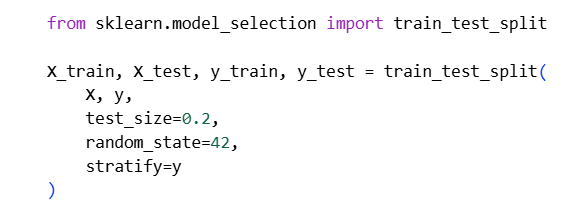 from sklearn.model_selection import train_test_split
X_train, X_test, y_train, y_test = train_test_split(
    X, y,
    test_size=0.2,
    random_state=42,
    stratify=y
)